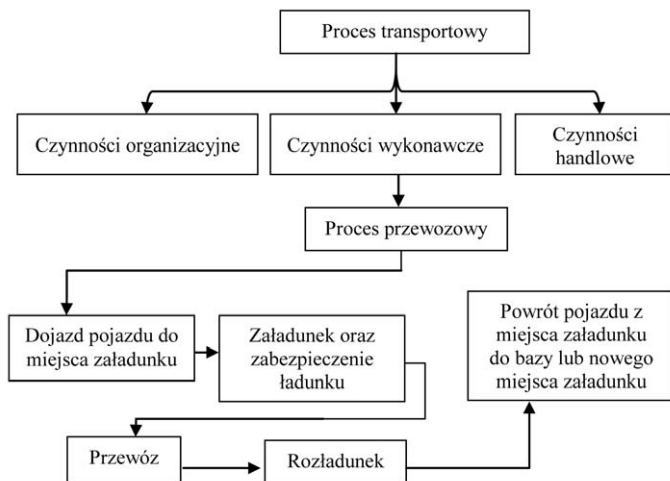 Proces transportowy
Czynności organizacyjne
Czynności wykonawcze
Czynności
handlowe
Proces przewozowy
Dojazd pojazdu do
miejsca załadunku
Załadunek oraz
zabezpieczenie
ładunku
Powrót pojazdu z
miejsca załadunku
do bazy lub nowego
miejsca załadunku
Przewóz
Rozładunek